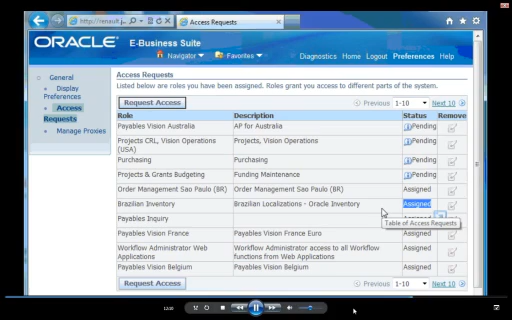 http://renault.j...
Access Requests
ORACLE
E-Business Suite
Navigator
Favorites
Diagnostics Home Logout Preferences Help
General
Display Preferences
Access Requests
Manage Proxies
Access Requests
Listed below are roles you have been assigned. Roles grant you access to different parts of the system.
Request Access
Previous 1-10 Next 10
Role Description Status Remove
Payables Vision Australia AP for Australia Pending
Projects CRL, Vision Operations (USA) Projects, Vision Operations Pending
Purchasing Purchasing Pending
Projects & Grants Budgeting Funding Maintenance Pending
Order Management Sao Paulo (BR) Order Management Sao Paulo (BR) Assigned
Brazilian Inventory Brazilian Localizations - Oracle Inventory Assigned
Payables Inquiry
Table of Access Requests
Payables Vision France Payables Vision France Euro Assigned
Workflow Administrator Web Applications Workflow Administrator access to all Workflow functions from Web Applications Assigned
Payables Vision Belgium Payables Vision Belgium Assigned
Request Access
Previous 1-10 Next 10